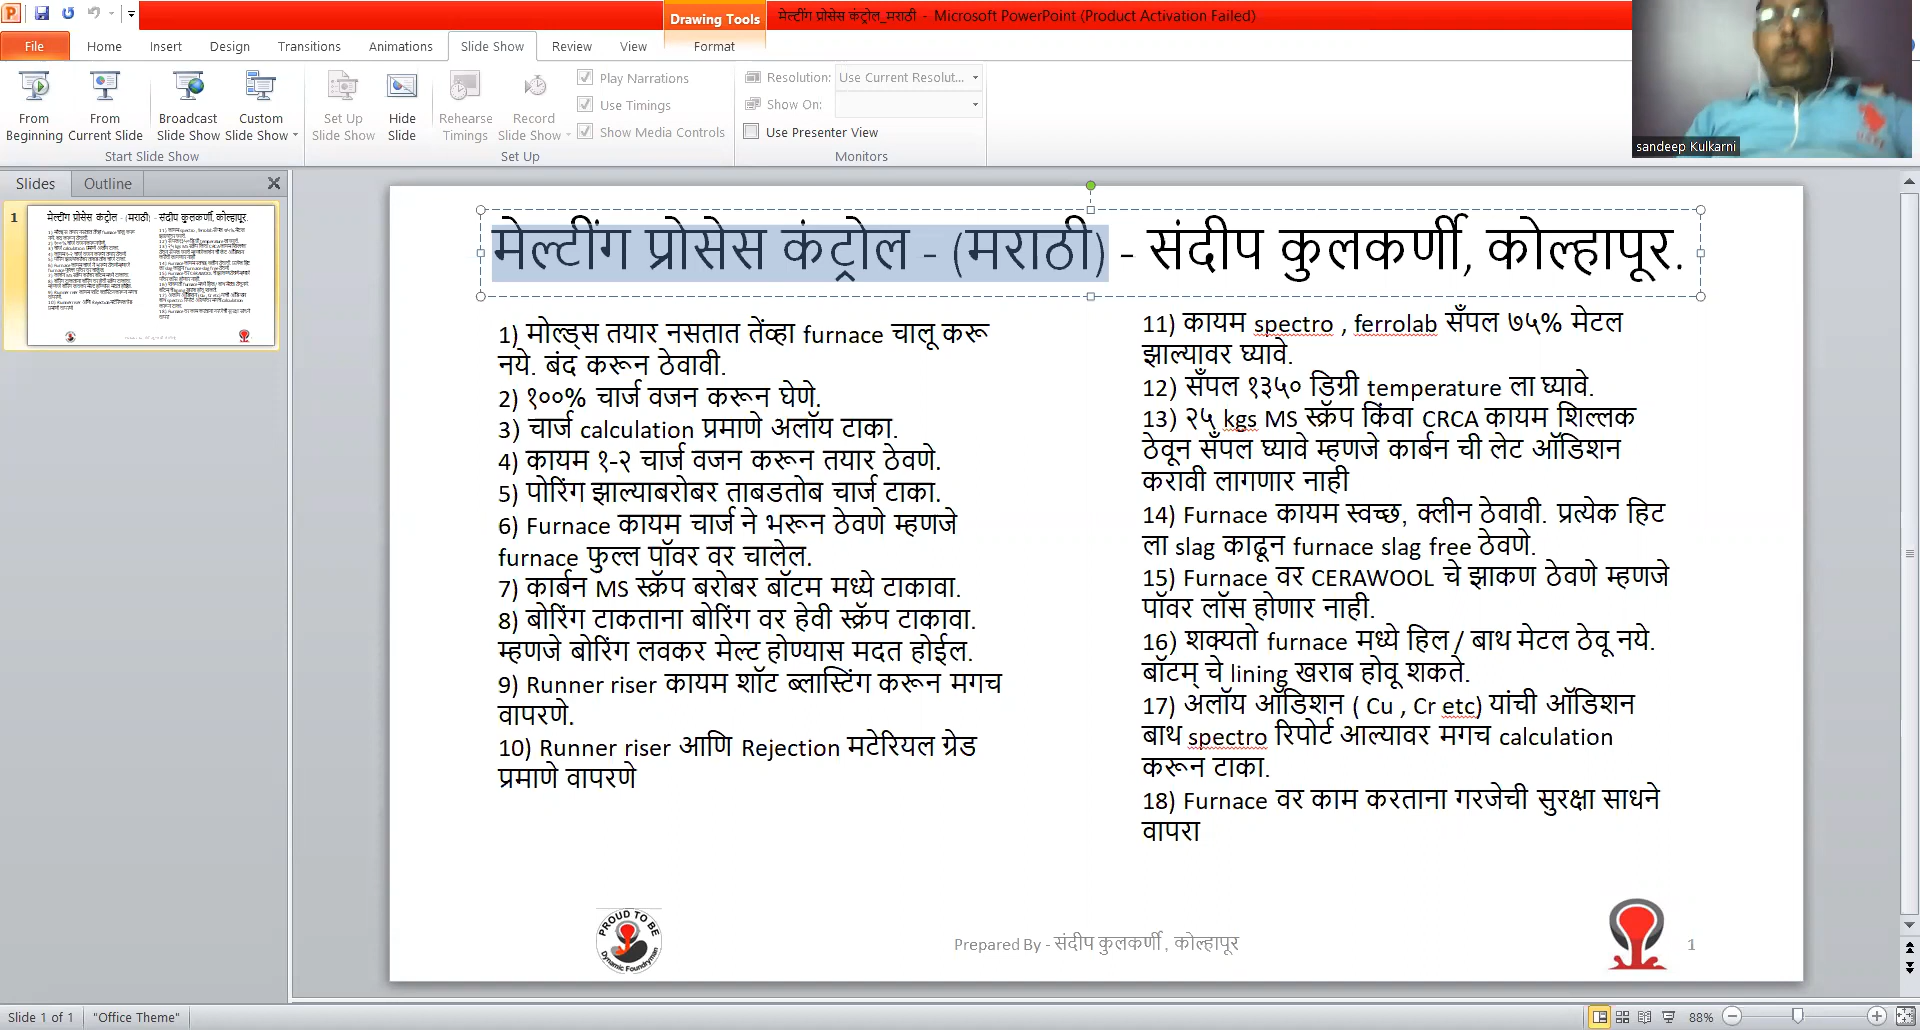 Drawing Tools
मेल्टींग प्रोसेस कंट्रोल_मराठी - Microsoft PowerPoint (Product Activation Failed)
File Home Insert Design Transitions Animations Slide Show Review View Format
From Beginning
From Current Slide
Broadcast Slide Show
Custom Slide Show
Start Slide Show
Set Up Slide Show
Hide Slide
Rehearse Timings
Record Slide Show
Play Narrations
Use Timings
Show Media Controls
Set Up
Resolution: Use Current Resolut...
Show On:
Use Presenter View
Monitors
sandeep Kulkarni
Slides Outline
1
मेल्टींग प्रोसेस कंट्रोल - (मराठी) - संदीप कुलकर्णी, कोल्हापूर.
1) मोल्ड्स तयार नसतात तेंव्हा furnace चालू करू
नये. बंद करून ठेवावी.
2) १००% चार्ज वजन करून घेणे.
3) चार्ज calculation प्रमाणे अलॉय टाका.
4) कायम १-२ चार्ज वजन करून तयार ठेवणे.
5) पोरिंग झाल्याबरोबर ताबडतोब चार्ज टाका.
6) Furnace कायम चार्ज ने भरून ठेवणे म्हणजे
furnace फुल्ल पॉवर वर चालेल.
7) कार्बन MS स्क्रॅप बरोबर बॉटम मध्ये टाकावा.
8) बोरिंग टाकताना बोरिंग वर हेवी स्क्रॅप टाकावा.
म्हणजे बोरिंग लवकर मेल्ट होण्यास मदत होईल.
9) Runner riser कायम शॉट ब्लास्टिंग करून मगच
वापरणे.
10) Runner riser आणि Rejection मटेरियल ग्रेड
प्रमाणे वापरणे
11) कायम spectro , ferrolab सँपल ७५% मेटल
झाल्यावर घ्यावे.
12) सँपल १३५० डिग्री temperature ला घ्यावे.
13) २५ kgs MS स्क्रॅप किंवा CRCA कायम शिल्लक
ठेवून सँपल घ्यावे म्हणजे कार्बन ची लेट ऑडिशन
करावी लागणार नाही
14) Furnace कायम स्वच्छ, क्लीन ठेवावी. प्रत्येक हिट
ला slag काढून furnace slag free ठेवणे.
15) Furnace वर CERAWOOL चे झाकण ठेवणे म्हणजे
पॉवर लॉस होणार नाही.
16) शक्यतो furnace मध्ये हिल / बाथ मेटल ठेवू नये.
बॉटम् चे lining खराब होवू शकते.
17) अलॉय ऑडिशन ( Cu , Cr etc) यांची ऑडिशन
बाथ spectro रिपोर्ट आल्यावर मगच calculation
करून टाका.
18) Furnace वर काम करताना गरजेची सुरक्षा साधने
वापरा
PROUD TO BE
Dynamic Foundryman
Prepared By - संदीप कुलकर्णी , कोल्हापूर
1
Slide 1 of 1 "Office Theme" 88%